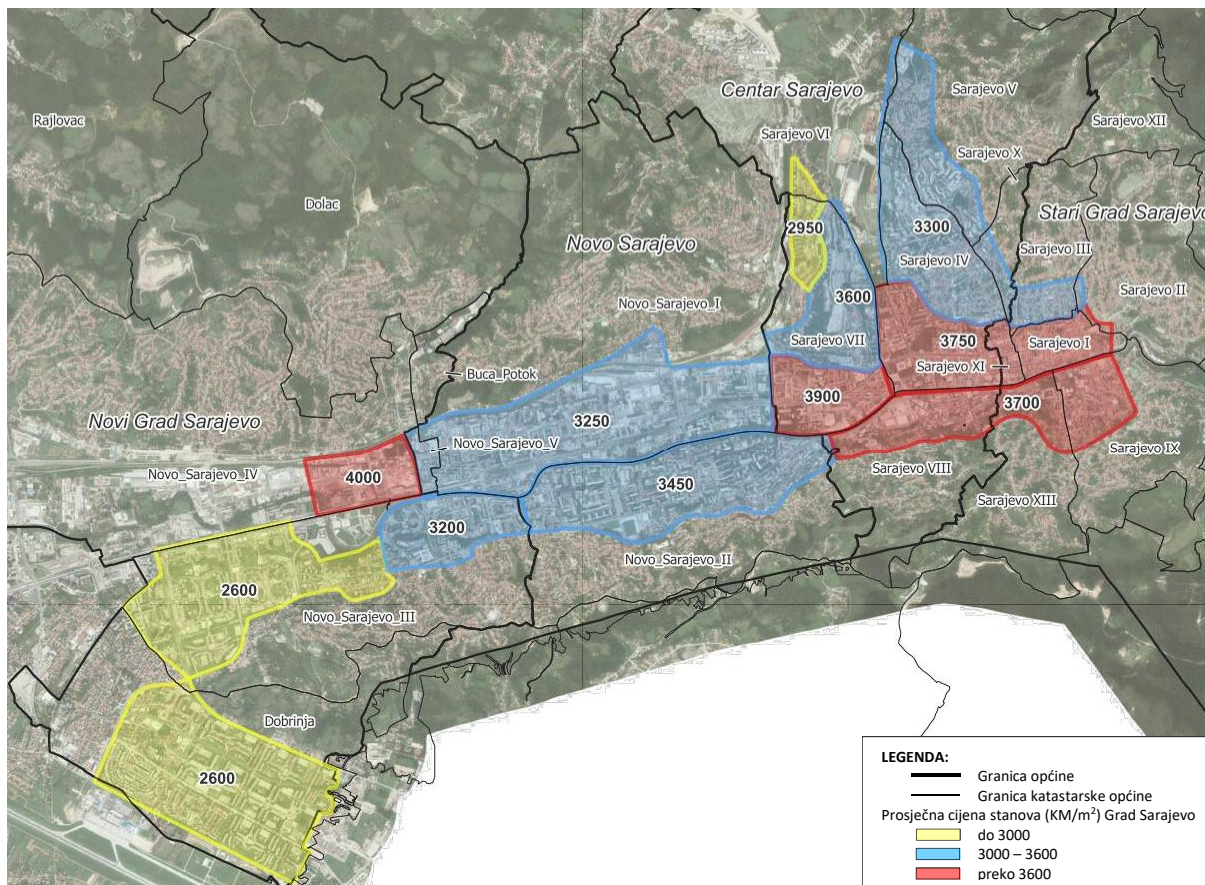 Centar Sarajevo
Sarajevo V
Rajlovac
Sarajevo VI
Sarajevo XII
Sarajevo X
Dolac
Stari Grad Sarajevo
2950
3300
Novo Sarajevo
Sarajevo III
Sarajevo IV
Sarajevo II
3600
Novo_Sarajevo_I
Sarajevo VII
3750
Sarajevo I
Sarajevo XI
Buca_Potok
3900
3700
Novi Grad Sarajevo
3250
Novo_Sarajevo_V
Sarajevo IX
Novo_Sarajevo_IV
4000
Sarajevo VIII
3450
Sarajevo XIII
3200
Novo_Sarajevo_II
2600
Novo_Sarajevo_III
Dobrinja
2600
LEGENDA:
Granica općine
Granica katastarske općine
Prosječna cijena stanova (KM/m²) Grad Sarajevo
do 3000
3000 – 3600
preko 3600